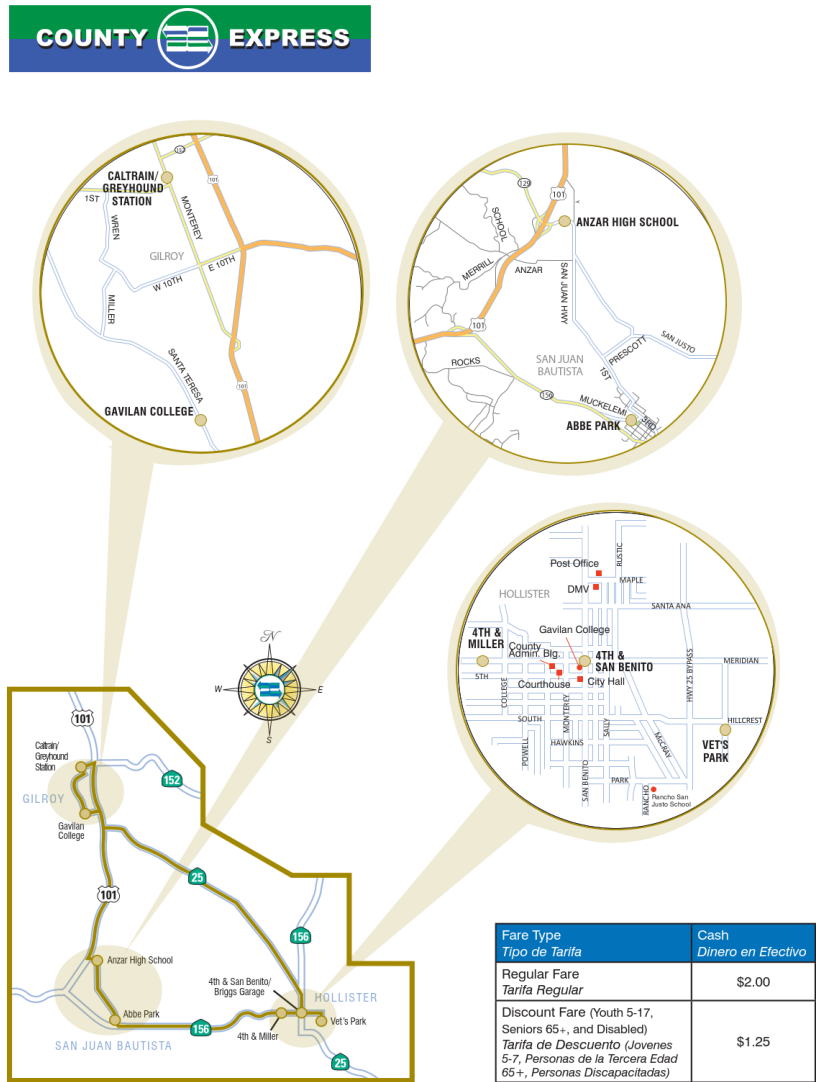 COUNTY EXPRESS
152
CALTRAIN/
GREYHOUND
STATION
101
1ST
WREN
MONTEREY
GILROY
E 10TH
W 10TH
MILLER
SANTA TERESA
101
GAVILAN COLLEGE
129
101
SCHOOL
ANZAR HIGH SCHOOL
MERRILL
ANZAR
SAN JUAN HWY
101
SAN JUSTO
PRESCOTT
ROCKS
SAN JUAN
BAUTISTA
1ST
156
MUCKELEMI
3RD
ABBE PARK
Post Office
RUSTIC
MAPLE
DMV
HOLLISTER
SANTA ANA
4TH &
MILLER
Gavilan College
County
Admin. Blg.
4TH &
SAN BENITO
MERIDIAN
5TH
Courthouse
City Hall
HWY 25 BYPASS
COLLEGE
MONTEREY
SALLY
SOUTH
HILLCREST
POWELL
HAWKINS
McCRAY
VET'S
PARK
SAN BENITO
PARK
RANCHO
Rancho San
Justo School
N
W
E
S
101
Caltrain/
Greyhound
Station
152
GILROY
Gavilan
College
25
101
156
Anzar High School
4th & San Benito/
Briggs Garage
HOLLISTER
Abbe Park
Vet's Park
156
4th & Miller
SAN JUAN BAUTISTA
25
Fare Type Cash
Tipo de Tarifa Dinero en Efectivo
Regular Fare
Tarifa Regular
$2.00
Discount Fare (Youth 5-17,
Seniors 65+, and Disabled)
Tarifa de Descuento (Jovenes
5-7, Personas de la Tercera Edad
65+, Personas Discapacitadas)
$1.25